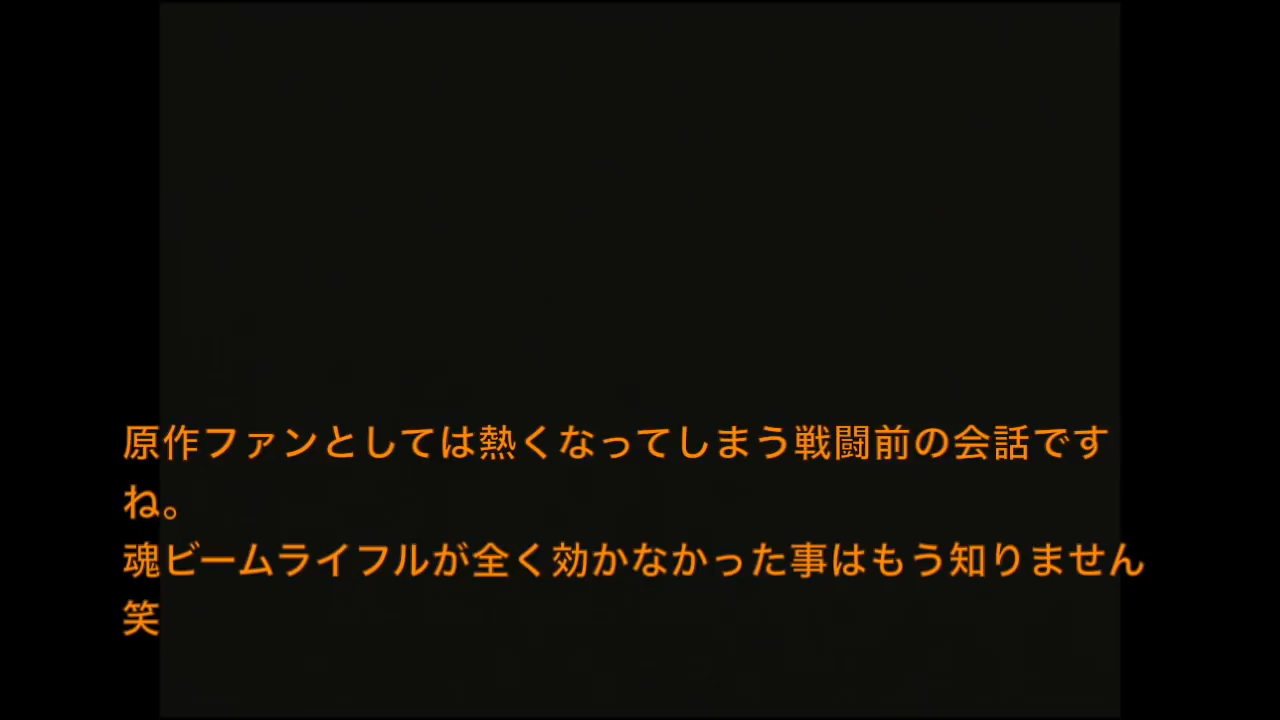 原作ファンとしては熱くなってしまう戦闘前の会話です
ね。
魂ビームライフルが全く効かなかった事はもう知りません
笑